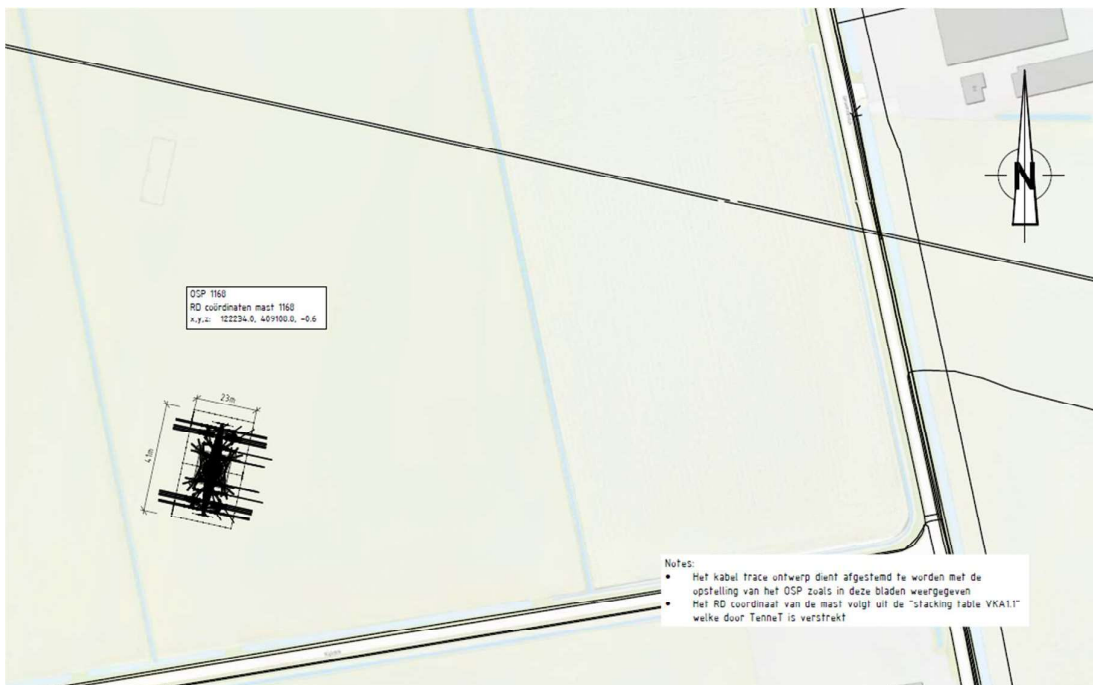 N
OSP 1168
RD coördinaten mast 1168
x,y,z: 122234.0, 409100.0, -0.6
23m
41m
Notes:
• Het kabel trace ontwerp dient afgestemd te worden met de
opstelling van het OSP zoals in deze bladen weergegeven
• Het RD coordinaat van de mast volgt uit de "stacking table VKA1.1"
welke door TenneT is verstrekt